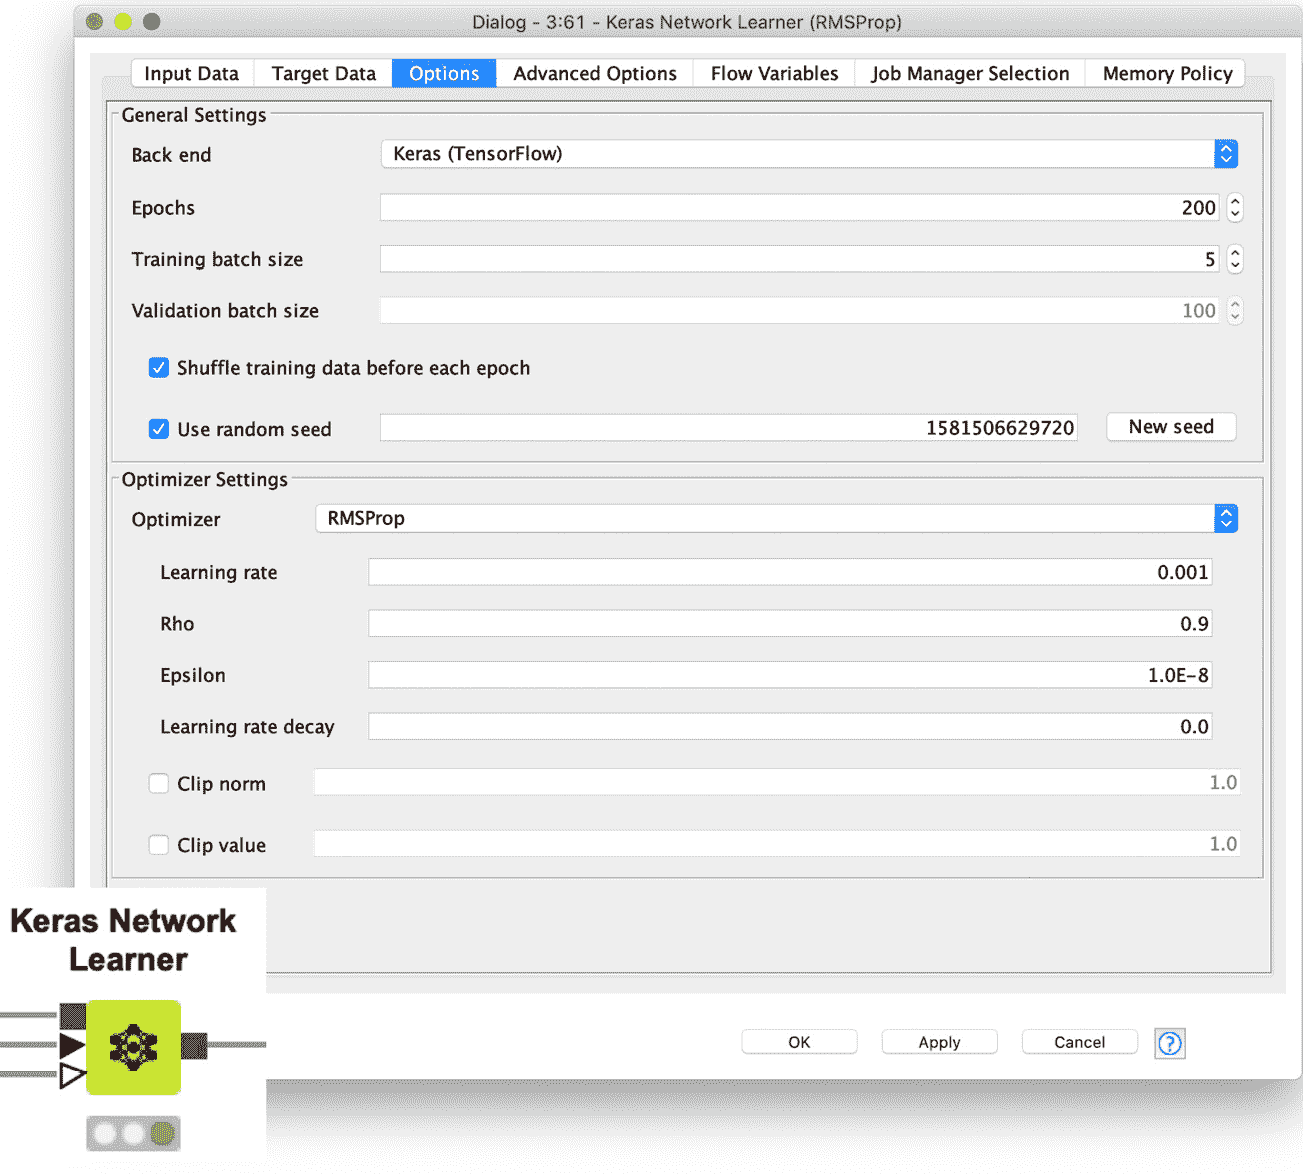 Dialog - 3:61 - Keras Network Learner (RMSProp)
Input Data Target Data Options Advanced Options Flow Variables Job Manager Selection Memory Policy
General Settings
Back end Keras (TensorFlow)
Epochs 200
Training batch size 5
Validation batch size 100
Shuffle training data before each epoch
Use random seed 1581506629720 New seed
Optimizer Settings
Optimizer RMSProp
Learning rate 0.001
Rho 0.9
Epsilon 1.0E-8
Learning rate decay 0.0
Clip norm 1.0
Clip value 1.0
Keras Network
Learner
OK Apply Cancel ?